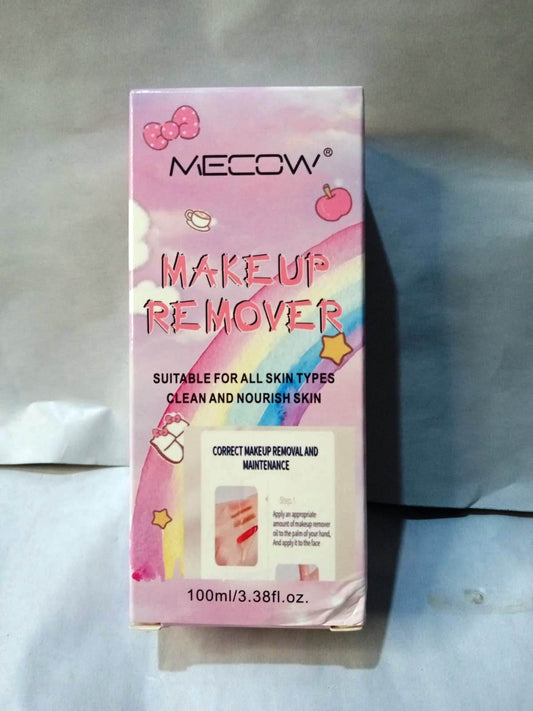 MECOW®
MAKEUP
REMOVER
SUITABLE FOR ALL SKIN TYPES
CLEAN AND NOURISH SKIN
CORRECT MAKEUP REMOVAL AND
MAINTENANCE
Step.1
Apply an appropriate
amount of makeup remover
oil to the palm of your hand,
And apply it to the face
100ml/3.38fl.oz.